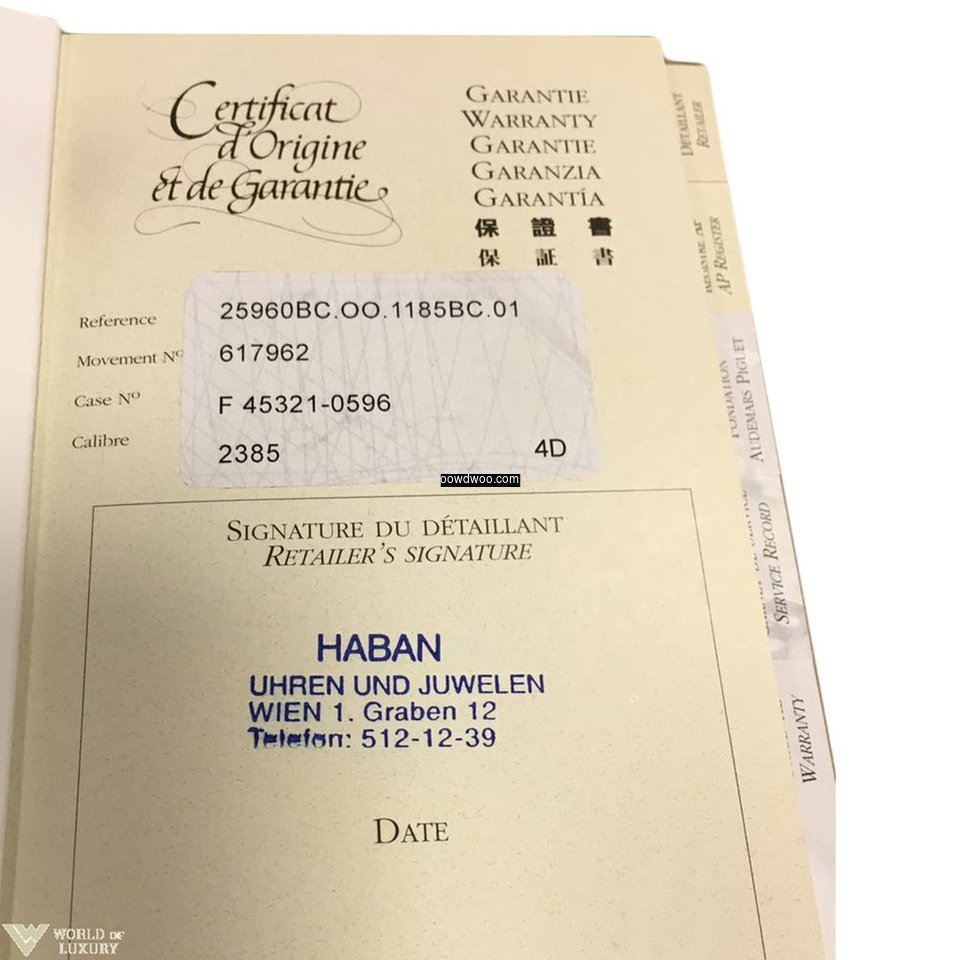 Certificat
d'Origine
et de Garantie
GARANTIE
WARRANTY
GARANTIE
GARANZIA
GARANTÍA
保 證 書
保 証 書
Reference
25960BC.OO.1185BC.01
Movement Nº
617962
Case Nº
F 45321-0596
Calibre
2385
4D
powdwoo.com
SIGNATURE DU DÉTAILLANT
RETAILER'S SIGNATURE
HABAN
UHREN UND JUWELEN
WIEN 1. Graben 12
Telefon: 512-12-39
DATE
DÉTAILLANT
RETAILER
AP REGISTER
FONDATION
AUDEMARS PIGUET
SERVICE RECORD
WARRANTY
WORLD OF
LUXURY